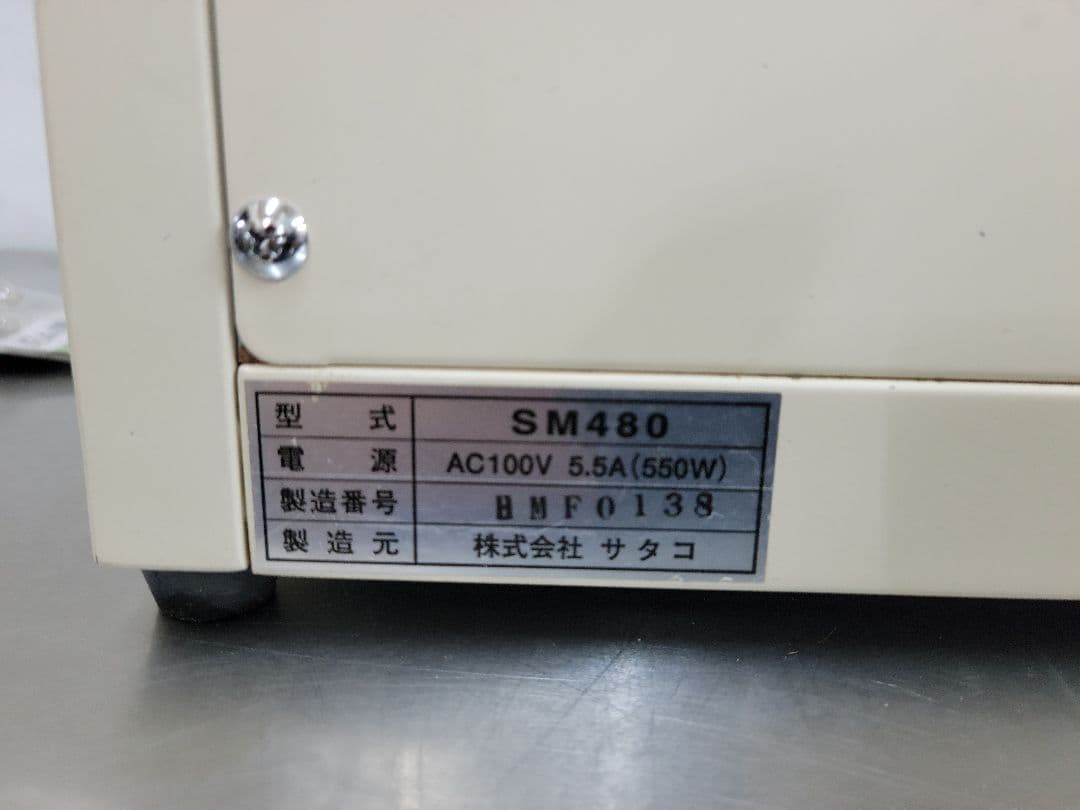 型式 SM480
電源 AC100V 5.5A(550W)
製造番号 HMF0138
製造元 株式会社 サタコ